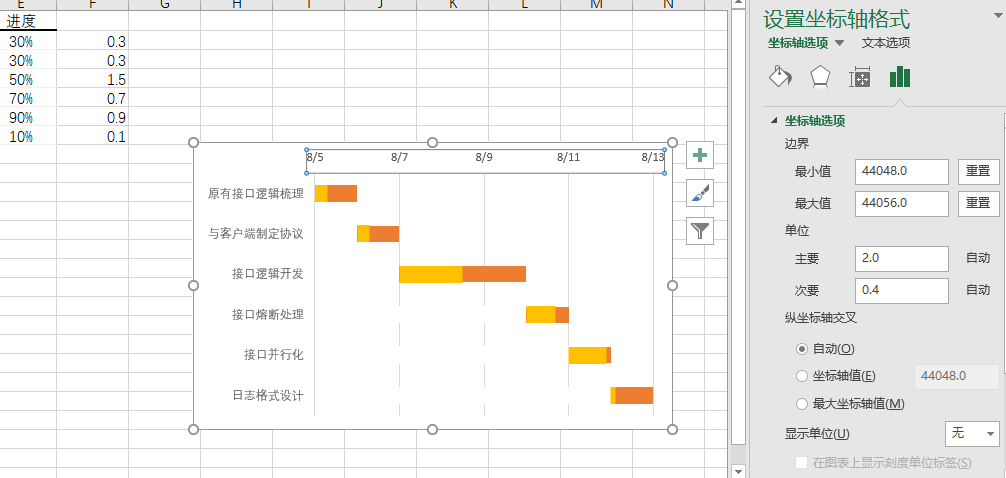 E F G H I J K L M N
进度
30% 0.3
30% 0.3
50% 1.5
70% 0.7
90% 0.9
10% 0.1
8/5 8/7 8/9 8/11 8/13
原有接口逻辑梳理
与客户端制定协议
接口逻辑开发
接口熔断处理
接口并行化
日志格式设计
设置坐标轴格式
坐标轴选项 文本选项
坐标轴选项
边界
最小值 44048.0 重置
最大值 44056.0 重置
单位
主要 2.0 自动
次要 0.4 自动
纵坐标轴交叉
自动(O)
坐标轴值(E) 44048.0
最大坐标轴值(M)
显示单位(U) 无
在图表上显示刻度单位标签(S)